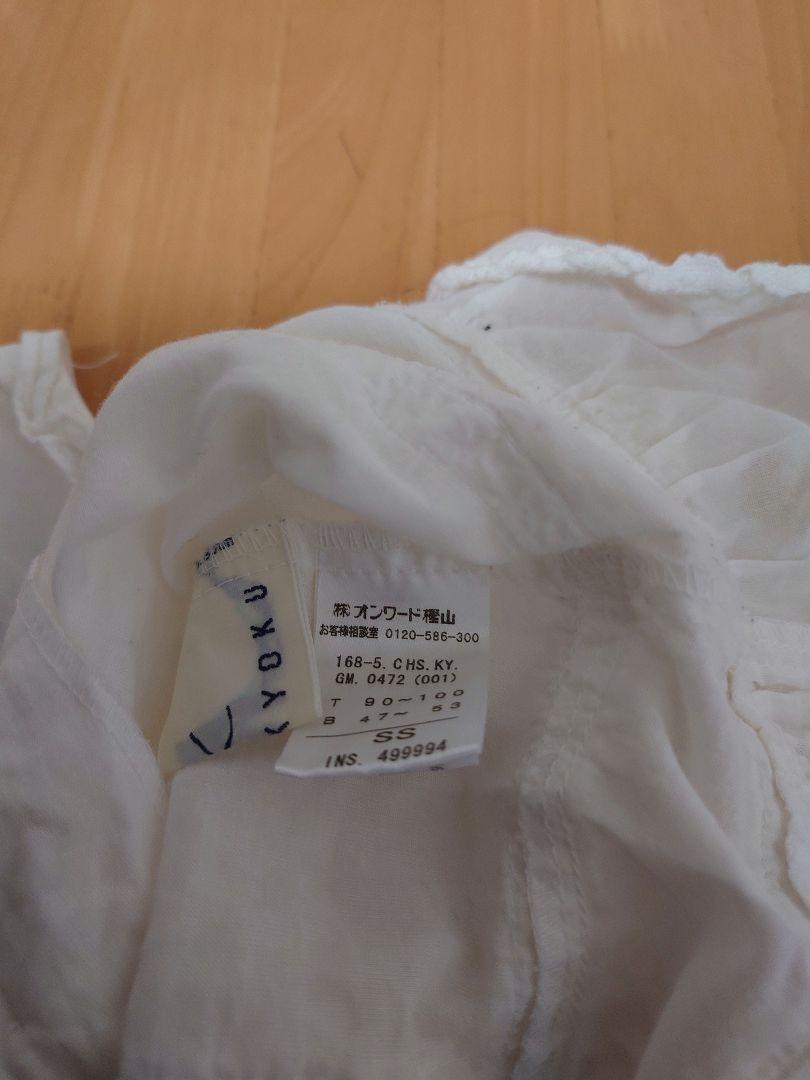 KYOKU
(株)オンワード樫山
お客様相談室 0120-586-300
168-5. CHS. KY.
GM. 0472 (001)
T 90～100
B 47～ 53
SS
INS. 499994